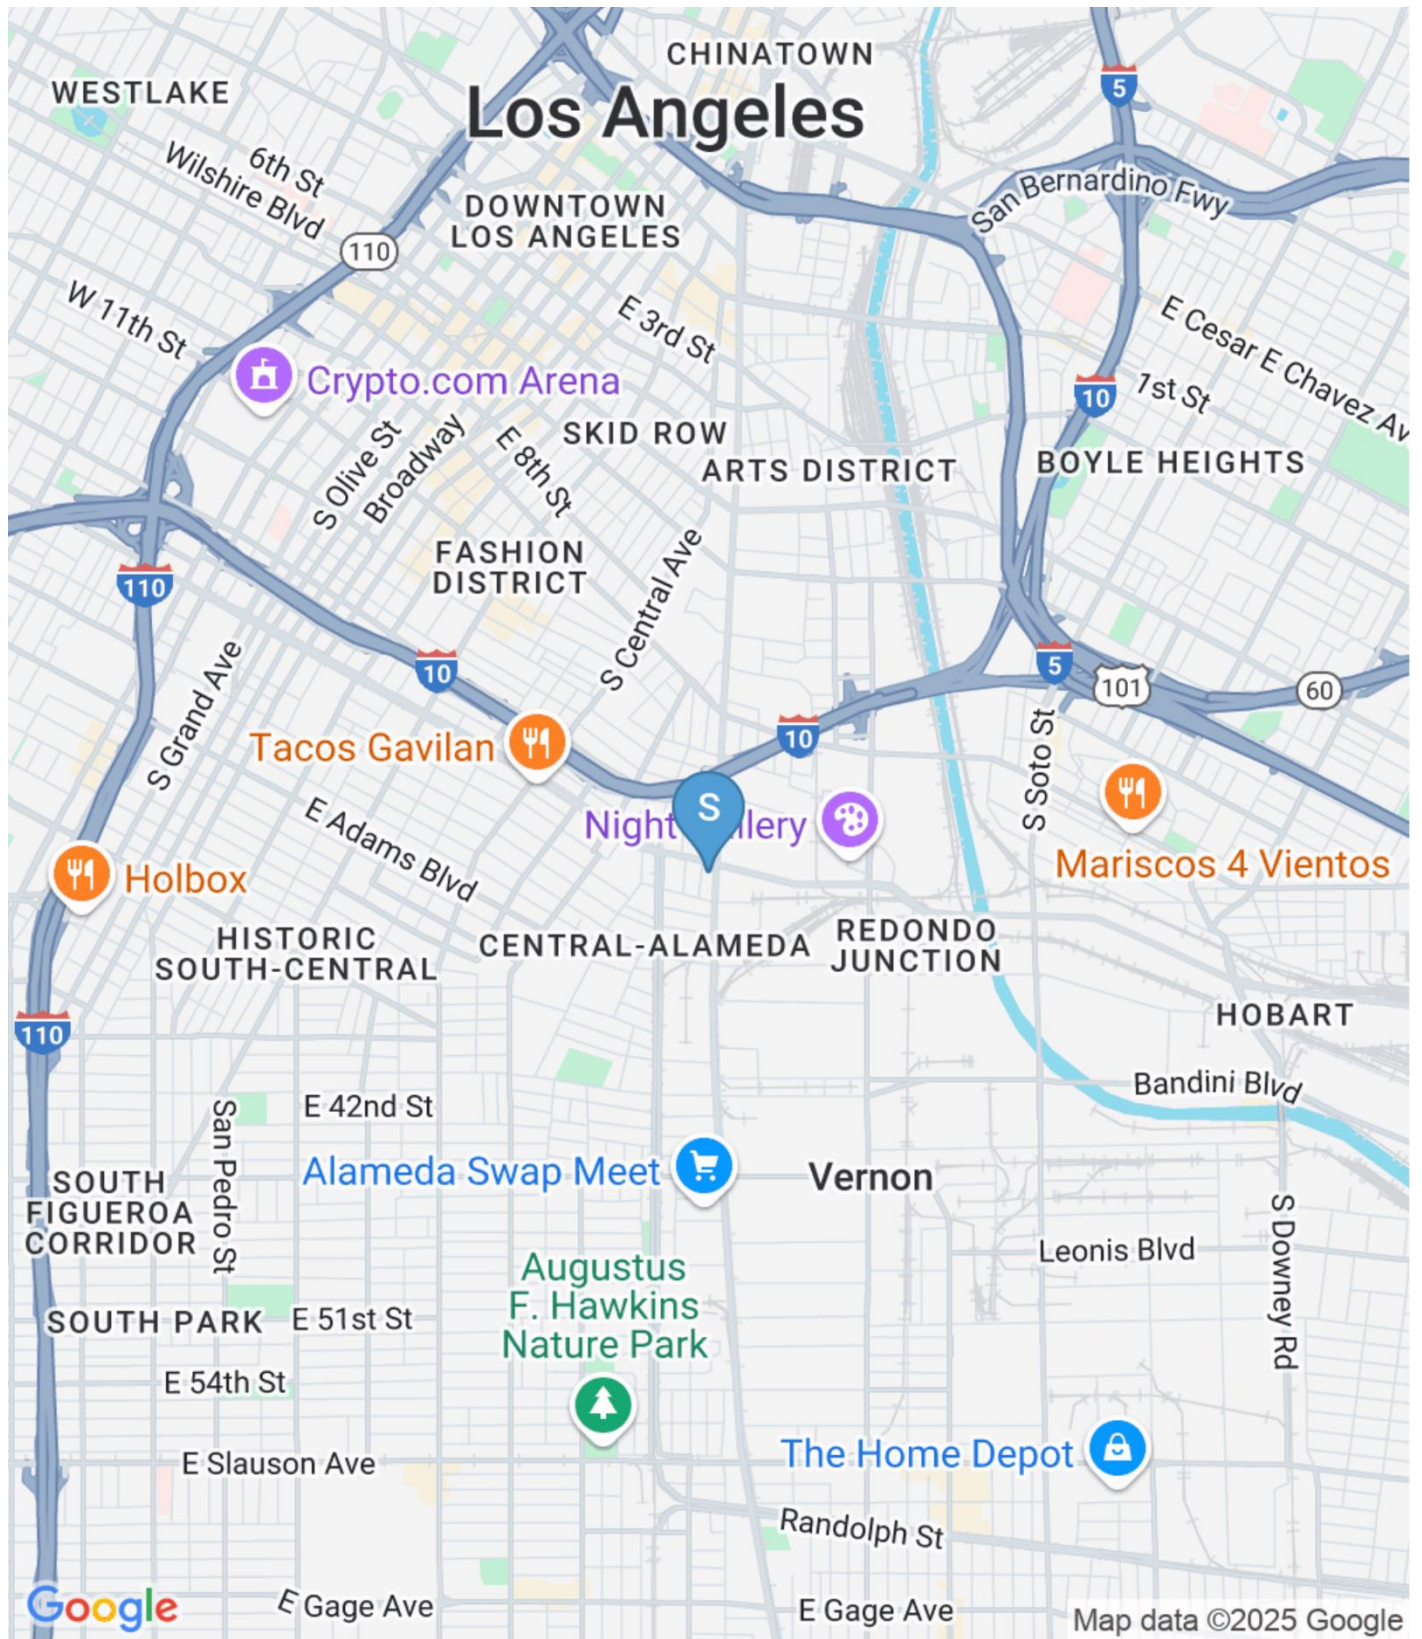 CHINATOWN
5
WESTLAKE
Los Angeles
6th St
Wilshire Blvd
San Bernardino Fwy
DOWNTOWN
LOS ANGELES
110
W 11th St
E 3rd St
E Cesar E Chavez Av
Crypto.com Arena
10
1st St
S Olive St
Broadway
E 8th St
SKID ROW
ARTS DISTRICT
BOYLE HEIGHTS
FASHION
DISTRICT
110
S Central Ave
10
5
101
60
S Grand Ave
Tacos Gavilan
10
S Soto St
S
Night
llery
E Adams Blvd
Mariscos 4 Vientos
Holbox
HISTORIC
SOUTH-CENTRAL
CENTRAL-ALAMEDA
REDONDO
JUNCTION
HOBART
110
Bandini Blvd
E 42nd St
San Pedro St
Alameda Swap Meet
Vernon
SOUTH
FIGUEROA
CORRIDOR
Leonis Blvd
S Downey Rd
Augustus
F. Hawkins
Nature Park
SOUTH PARK
E 51st St
E 54th St
E Slauson Ave
The Home Depot
Randolph St
Google
E Gage Ave
E Gage Ave
Map data ©2025 Google